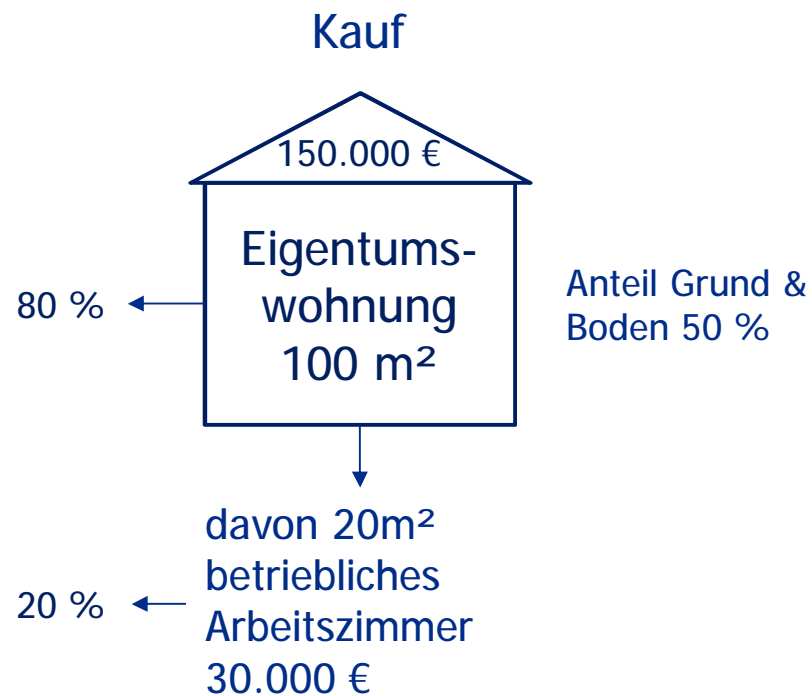 Kauf
150.000 €
Eigentums-
wohnung
100 m²
80 %
Anteil Grund &
Boden 50 %
davon 20m²
betriebliches
Arbeitszimmer
30.000 €
20 %